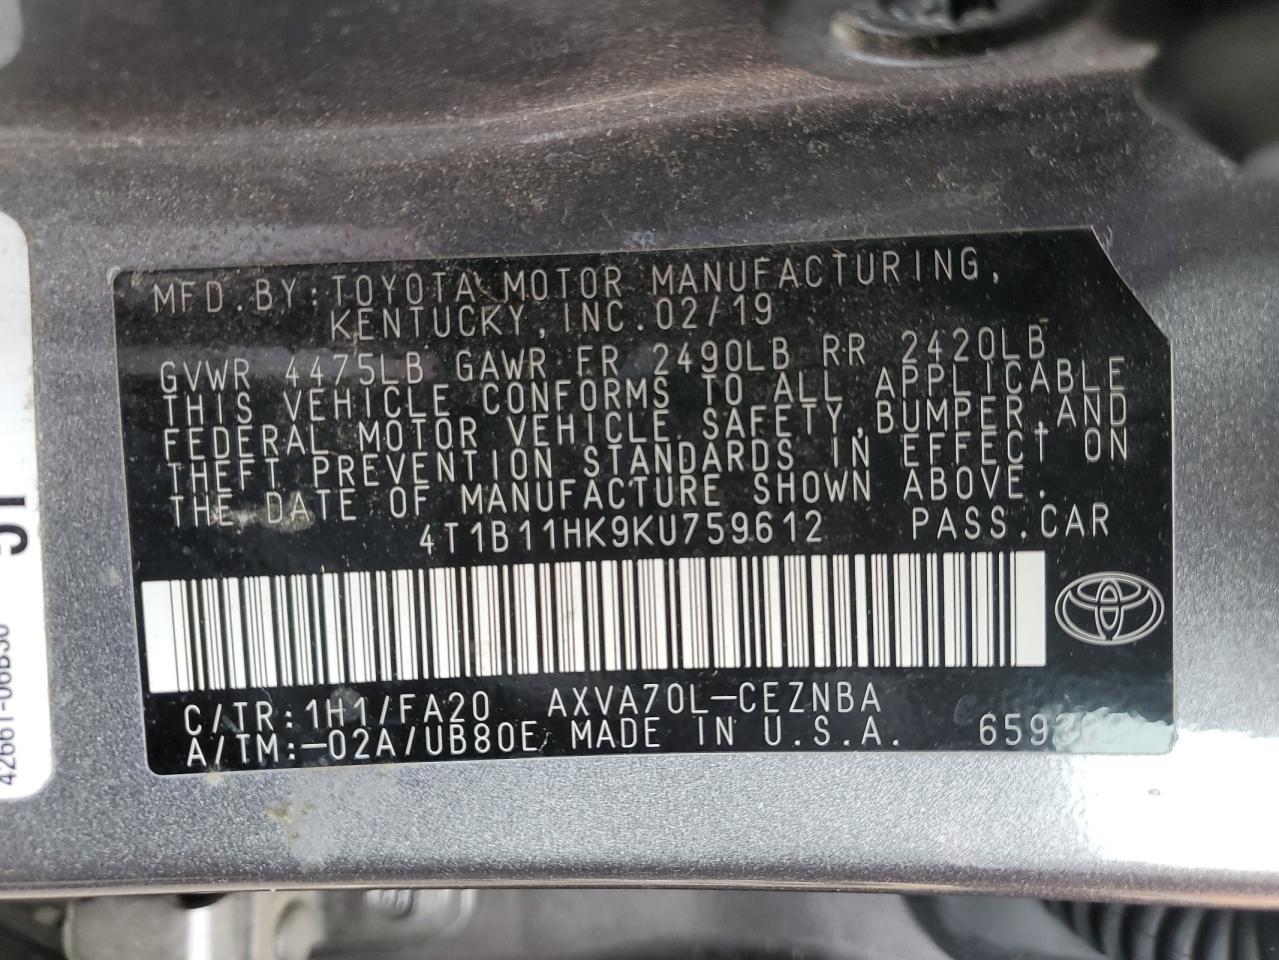 MFD.BY:TOYOTA MOTOR MANUFACTURING,
KENTUCKY,INC.02/19
GVWR 4475LB GAWR FR 2490LB RR 2420LB
THIS VEHICLE CONFORMS TO ALL APPLICABLE
FEDERAL MOTOR VEHICLE SAFETY,BUMPER,AND
THEFT PREVENTION STANDARDS IN EFFECT ON
THE DATE OF MANUFACTURE SHOWN ABOVE.
4T1B11HK9KU759612 PASS.CAR
C/TR:1H1/FA20 AXVA70L-CEZNBA
A/TM:-02A/UB80E MADE IN U.S.A.
42661-06B30